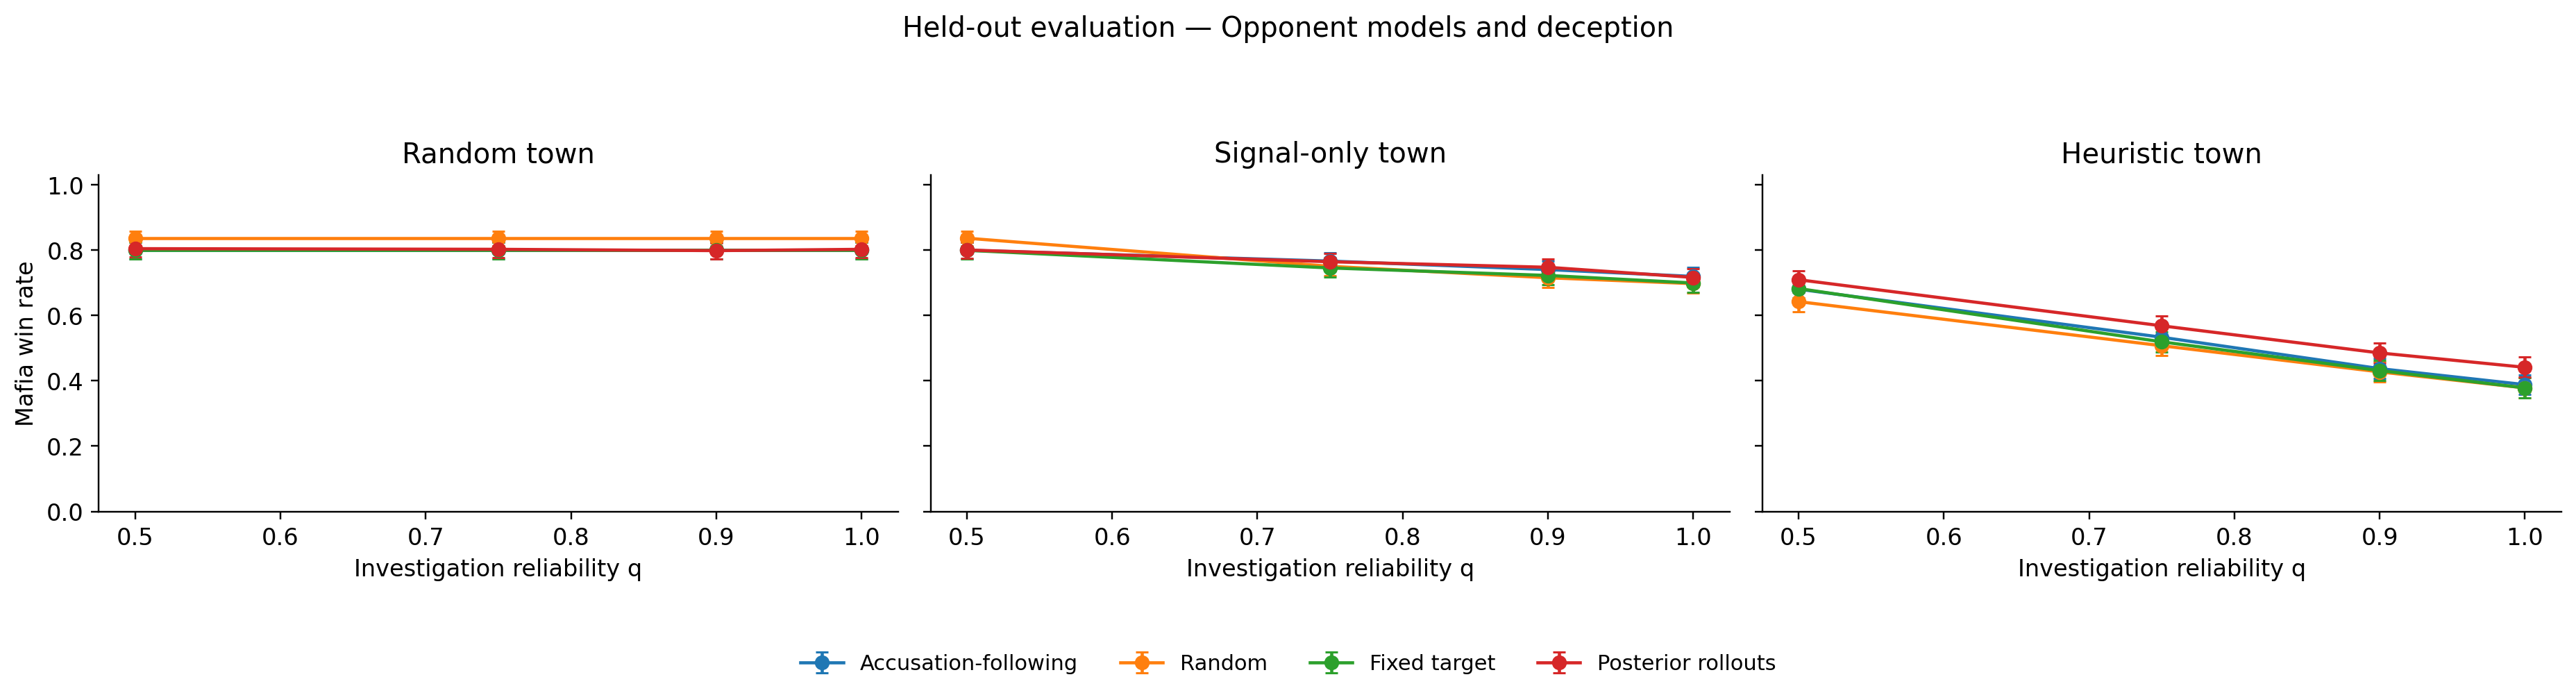 Held-out evaluation — Opponent models and deception
Random town
Signal-only town
Heuristic town
Mafia win rate
1.0
0.8
0.6
0.4
0.2
0.0
0.5 0.6 0.7 0.8 0.9 1.0
0.5 0.6 0.7 0.8 0.9 1.0
0.5 0.6 0.7 0.8 0.9 1.0
Investigation reliability q
Investigation reliability q
Investigation reliability q
Accusation-following
Random
Fixed target
Posterior rollouts